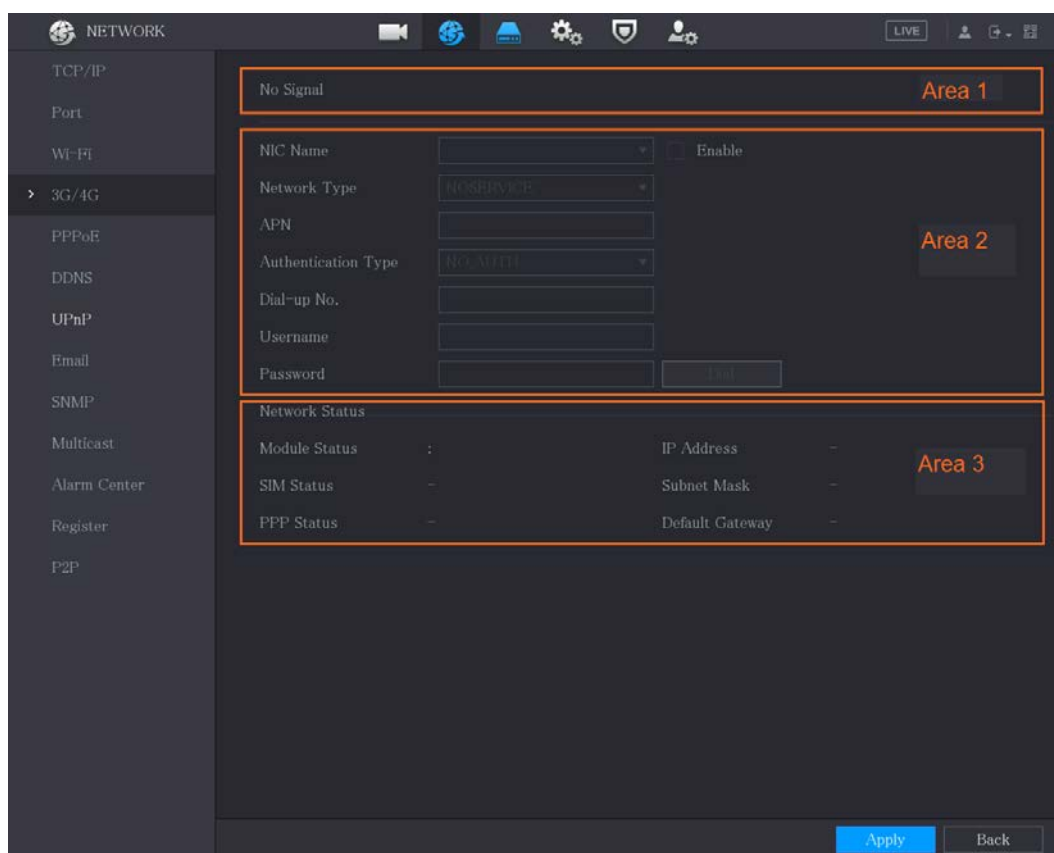 NETWORK
LIVE
TCP/IP
Port
Wi-Fi
3G/4G
PPPoE
DDNS
UPnP
Email
SNMP
Multicast
Alarm Center
Register
P2P
No Signal
Area 1
NIC Name
Enable
Network Type NOSERVICE
APN
Area 2
Authentication Type NO_AUTH
Dial-up No.
Username
Password Dial
Network Status
Module Status : IP Address -
Area 3
SIM Status - Subnet Mask -
PPP Status - Default Gateway -
Apply Back